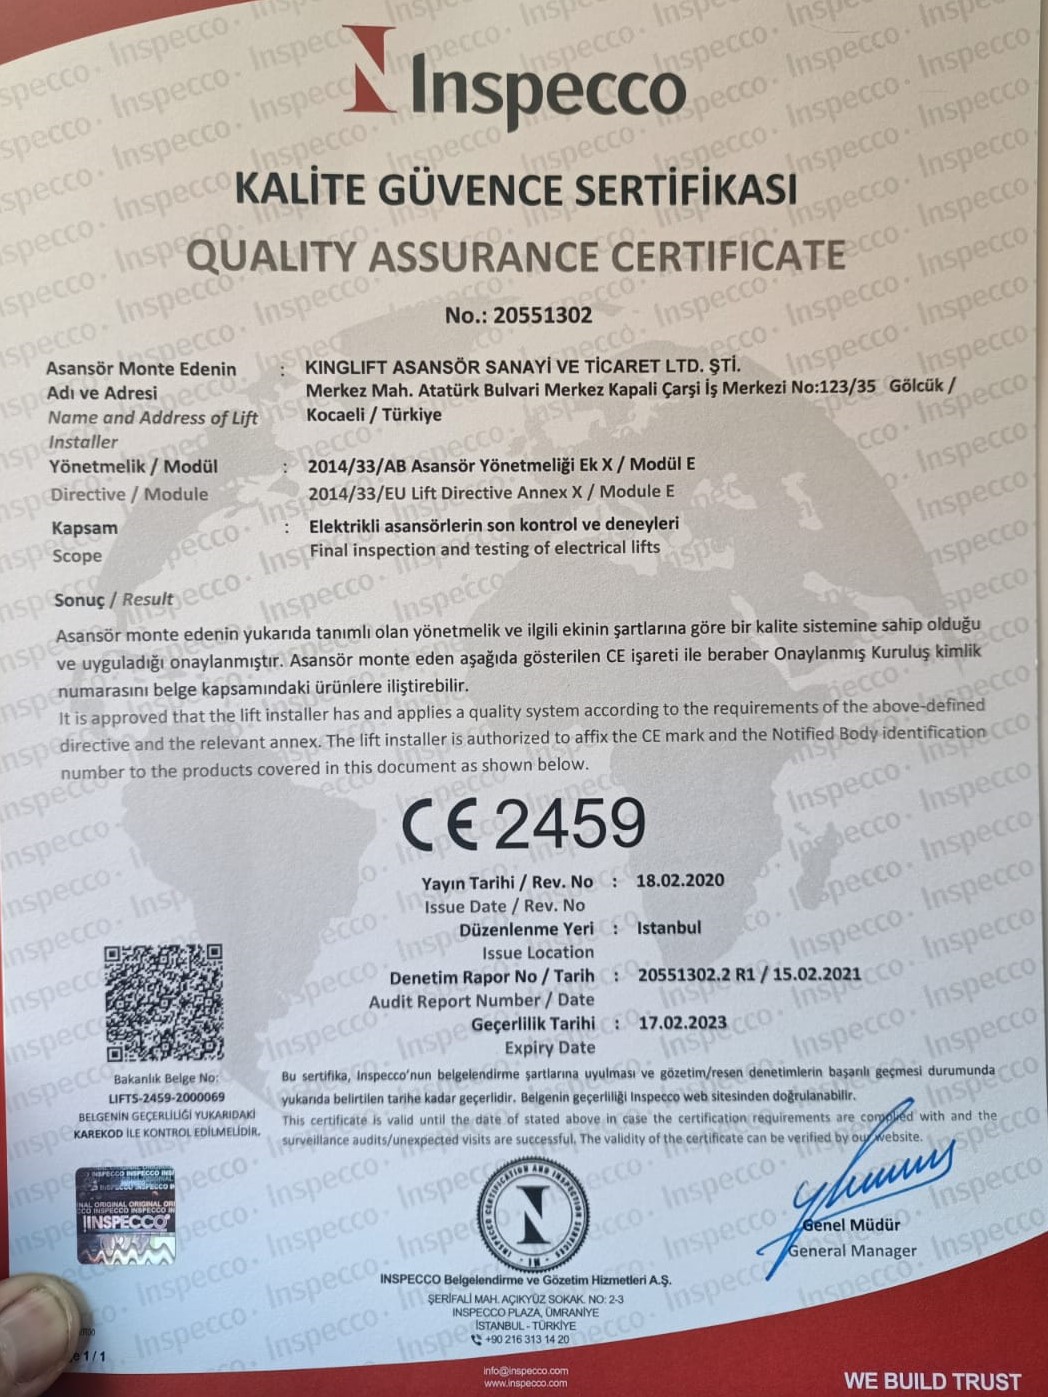 Inspecco
KALİTE GÜVENCE SERTİFİKASI
QUALITY ASSURANCE CERTIFICATE
No.: 20551302
Asansör Monte Edenin : KINGLIFT ASANSÖR SANAYİ VE TİCARET LTD. ŞTİ.
Adı ve Adresi Merkez Mah. Atatürk Bulvari Merkez Kapali Çarşi İş Merkezi No:123/35 Gölcük /
Name and Address of Lift Kocaeli / Türkiye
Installer
Yönetmelik / Modül : 2014/33/AB Asansör Yönetmeliği Ek X / Modül E
Directive / Module 2014/33/EU Lift Directive Annex X / Module E
Kapsam : Elektrikli asansörlerin son kontrol ve deneyleri
Scope Final inspection and testing of electrical lifts
Sonuç / Result
Asansör monte edenin yukarıda tanımlı olan yönetmelik ve ilgili ekinin şartlarına göre bir kalite sistemine sahip olduğu
ve uyguladığı onaylanmıştır. Asansör monte eden aşağıda gösterilen CE işareti ile beraber Onaylanmış Kuruluş kimlik
numarasını belge kapsamındaki ürünlere iliştirebilir.
It is approved that the lift installer has and applies a quality system according to the requirements of the above-defined
directive and the relevant annex. The lift installer is authorized to affix the CE mark and the Notified Body identification
number to the products covered in this document as shown below.
CE 2459
Yayın Tarihi / Rev. No : 18.02.2020
Issue Date / Rev. No
Düzenlenme Yeri : Istanbul
Issue Location
Denetim Rapor No / Tarih : 20551302.2 R1 / 15.02.2021
Audit Report Number / Date
Geçerlilik Tarihi : 17.02.2023
Expiry Date
Bakanlık Belge No:
LIFTS-2459-2000069
BELGENİN GEÇERLİLİĞİ YUKARIDAKİ
KAREKOD İLE KONTROL EDİLMELİDİR.
Bu sertifika, Inspecco'nun belgelendirme şartlarına uyulması ve gözetim/resen denetimlerin başarılı geçmesi durumunda
yukarıda belirtilen tarihe kadar geçerlidir. Belgenin geçerliliği Inspecco web sitesinden doğrulanabilir.
This certificate is valid until the date of stated above in case the certification requirements are complied with and the
surveillance audits/unexpected visits are successful. The validity of the certificate can be verified by our website.
INSPECCO
INSPECCO CERTIFICATION AND INSPECTION SERVICES
Genel Müdür
General Manager
INSPECCO Belgelendirme ve Gözetim Hizmetleri A.Ş.
ŞERİFALİ MAH. AÇIKYÜZ SOKAK. NO: 2-3
INSPECCO PLAZA, ÜMRANİYE
İSTANBUL - TÜRKİYE
+90 216 313 14 20
1 / 1
info@inspecco.com
www.inspecco.com
WE BUILD TRUST